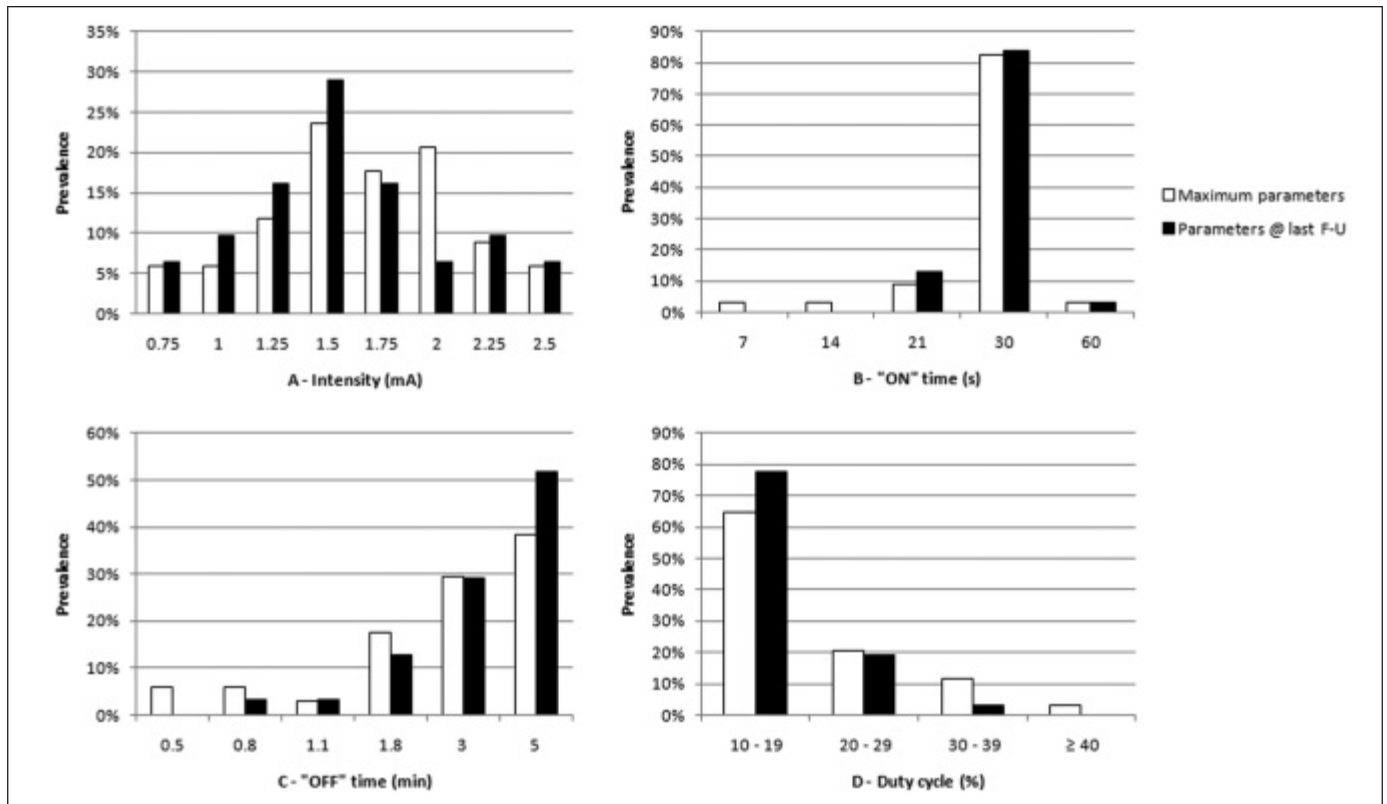 35%
30%
25%
20%
15%
10%
5%
0%
Prevalence
0.75 1 1.25 1.5 1.75 2 2.25 2.5
A - Intensity (mA)
90%
80%
70%
60%
50%
40%
30%
20%
10%
0%
Prevalence
7 14 21 30 60
B - "ON" time (s)
Maximum parameters
Parameters @ last F-U
60%
50%
40%
30%
20%
10%
0%
Prevalence
0.5 0.8 1.1 1.8 3 5
C - "OFF" time (min)
90%
80%
70%
60%
50%
40%
30%
20%
10%
0%
Prevalence
10 - 19 20 - 29 30 - 39 ≥ 40
D - Duty cycle (%)